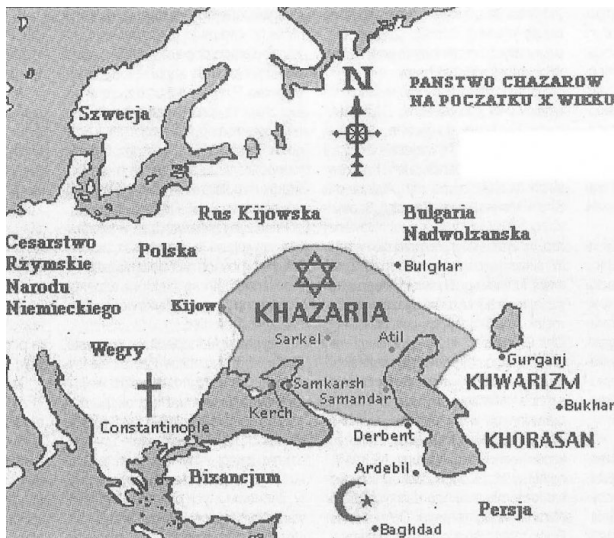 N
PANSTWO CHAZAROW
NA POCZATKU X WIEKU
Szwecja
Rus Kijowska
Bulgaria
Nadwolzanska
Cesarstwo
Rzymskie
Narodu
Niemieckiego
Polska
Bulghar
Kijow
KHAZARIA
Sarkel
Atil
Wegry
Gurganj
Samkarsh
Samandar
KHWARIZM
Kerch
Bukhar
Constantinople
Derbent
KHORASAN
Ardebil
Bizancjum
Persja
Baghdad